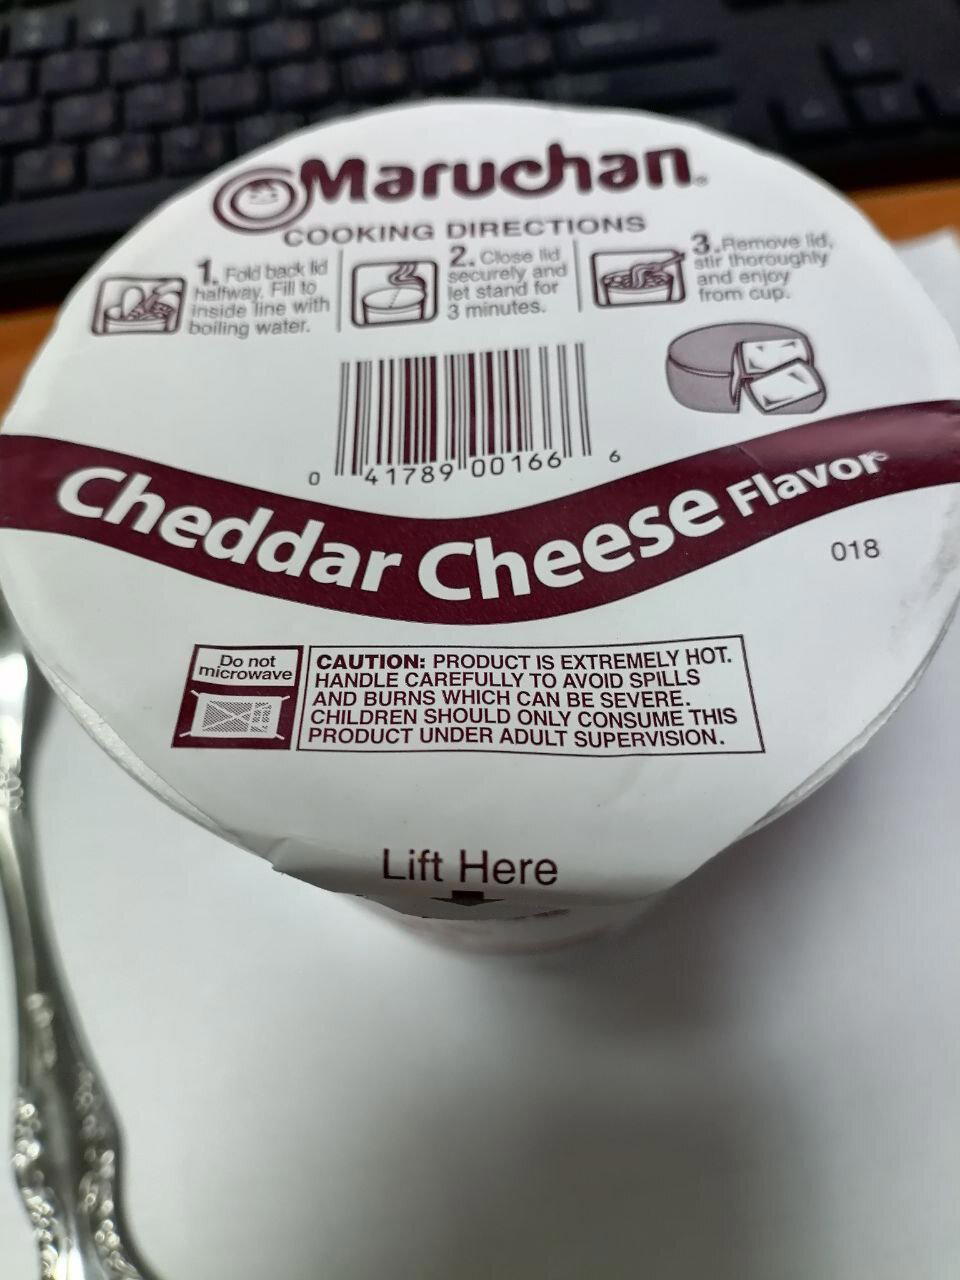 Maruchan®
COOKING DIRECTIONS
1. Fold back lid
halfway. Fill to
inside line with
boiling water.
2. Close lid
securely and
let stand for
3 minutes.
3. Remove lid,
stir thoroughly
and enjoy
from cup.
0 41789 00166 6
Cheddar Cheese Flavor
018
Do not
microwave
CAUTION: PRODUCT IS EXTREMELY HOT.
HANDLE CAREFULLY TO AVOID SPILLS
AND BURNS WHICH CAN BE SEVERE.
CHILDREN SHOULD ONLY CONSUME THIS
PRODUCT UNDER ADULT SUPERVISION.
Lift Here